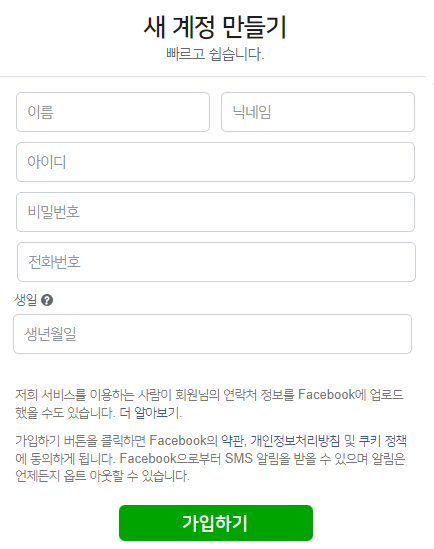 새 계정 만들기
빠르고 쉽습니다.
이름 닉네임
아이디
비밀번호
전화번호
생일 ?
생년월일
저희 서비스를 이용하는 사람이 회원님의 연락처 정보를 Facebook에 업로드
했을 수도 있습니다. 더 알아보기.
가입하기 버튼을 클릭하면 Facebook의 약관, 개인정보처리방침 및 쿠키 정책
에 동의하게 됩니다. Facebook으로부터 SMS 알림을 받을 수 있으며 알림은
언제든지 옵트 아웃할 수 있습니다.
가입하기